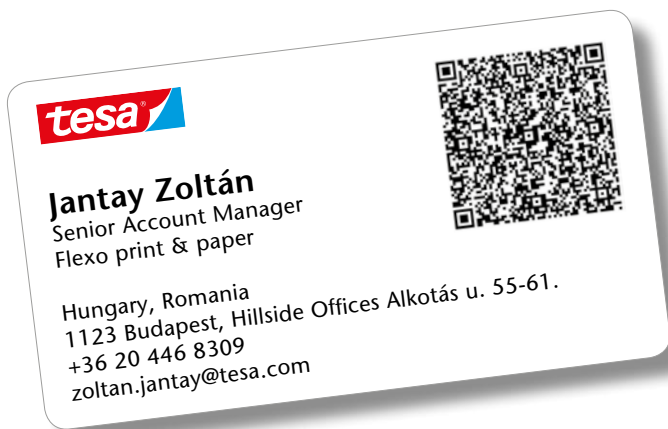 tesa®
Jantay Zoltán
Senior Account Manager
Flexo print & paper
Hungary, Romania
1123 Budapest, Hillside Offices Alkotás u. 55-61.
+36 20 446 8309
zoltan.jantay@tesa.com